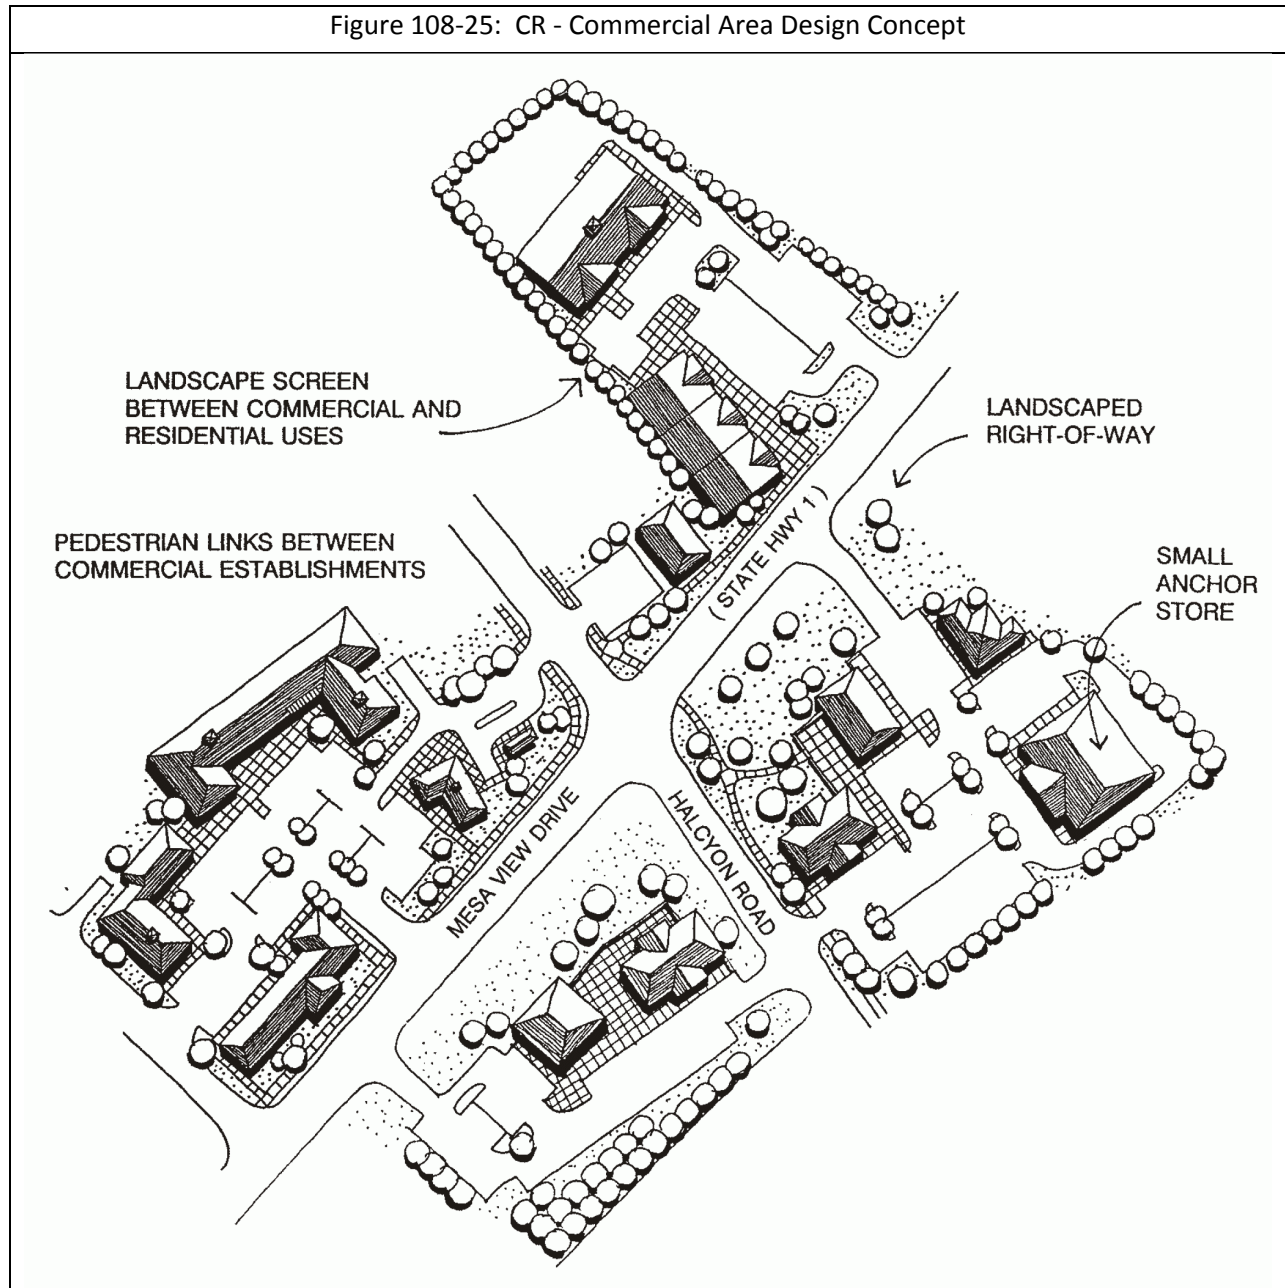 Figure 108-25: CR - Commercial Area Design Concept
LANDSCAPE SCREEN
BETWEEN COMMERCIAL AND
RESIDENTIAL USES
LANDSCAPED
RIGHT-OF-WAY
PEDESTRIAN LINKS BETWEEN
COMMERCIAL ESTABLISHMENTS
(STATE HWY 1)
SMALL
ANCHOR
STORE
MESA VIEW DRIVE
HALCYON ROAD